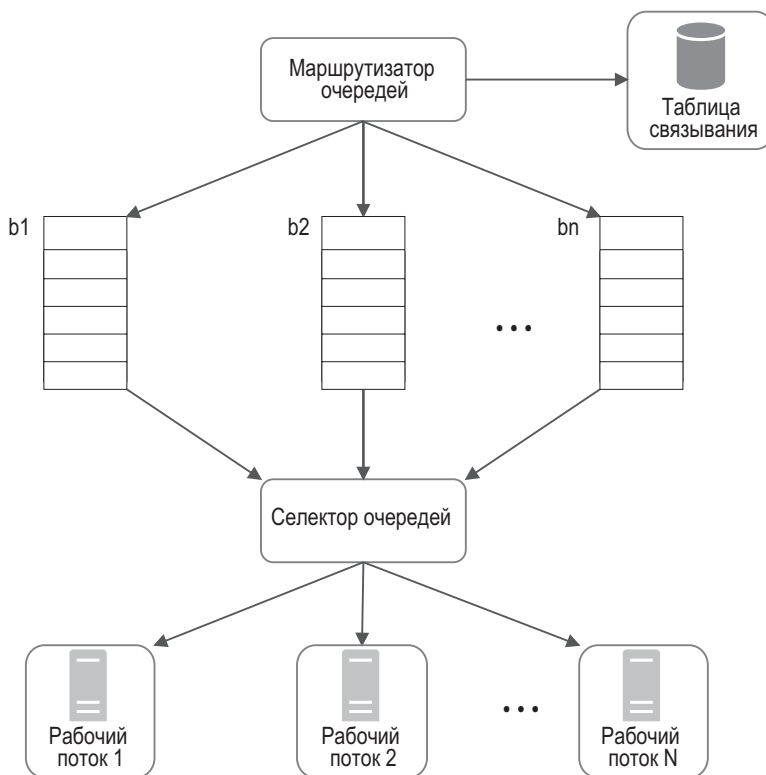 Маршрутизатор
очередей
Таблица
связывания
b1
b2
bn
...
Селектор очередей
Рабочий
поток 1
Рабочий
поток 2
...
Рабочий
поток N